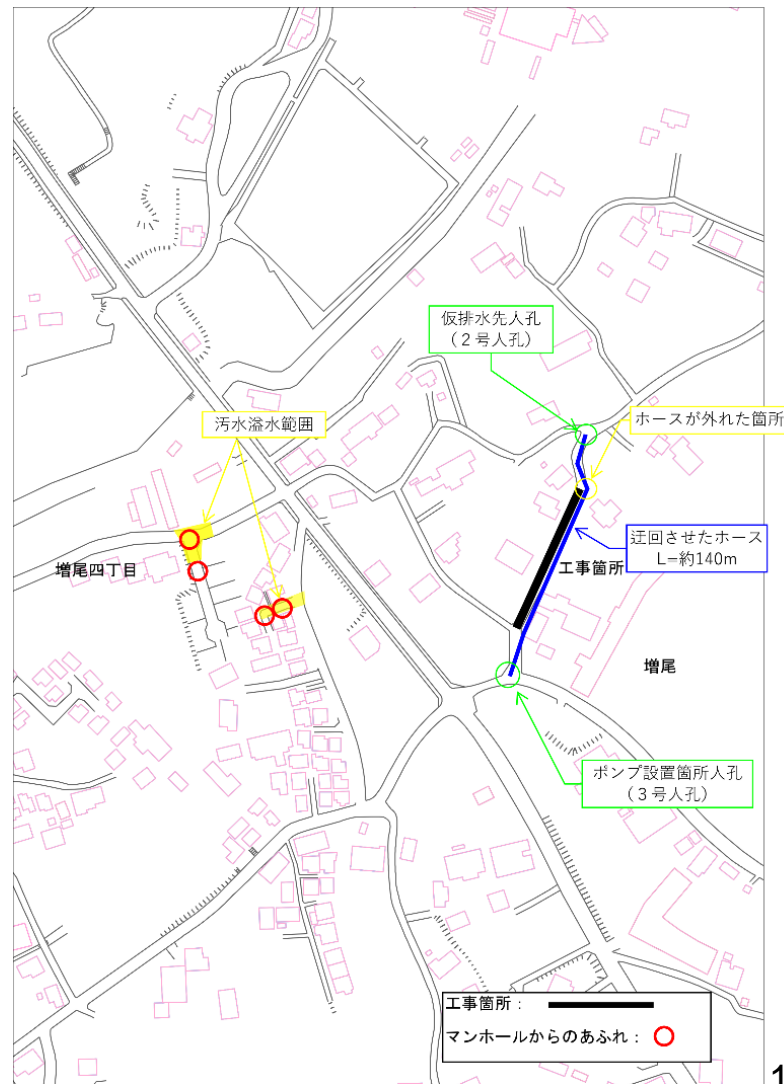 仮排水先人孔
（２号人孔）
汚水溢水範囲
ホースが外れた箇所
迂回させたホース
L=約140m
工事箇所
増尾四丁目
増尾
ポンプ設置箇所人孔
（３号人孔）
工事箇所：
マンホールからのあふれ：
1